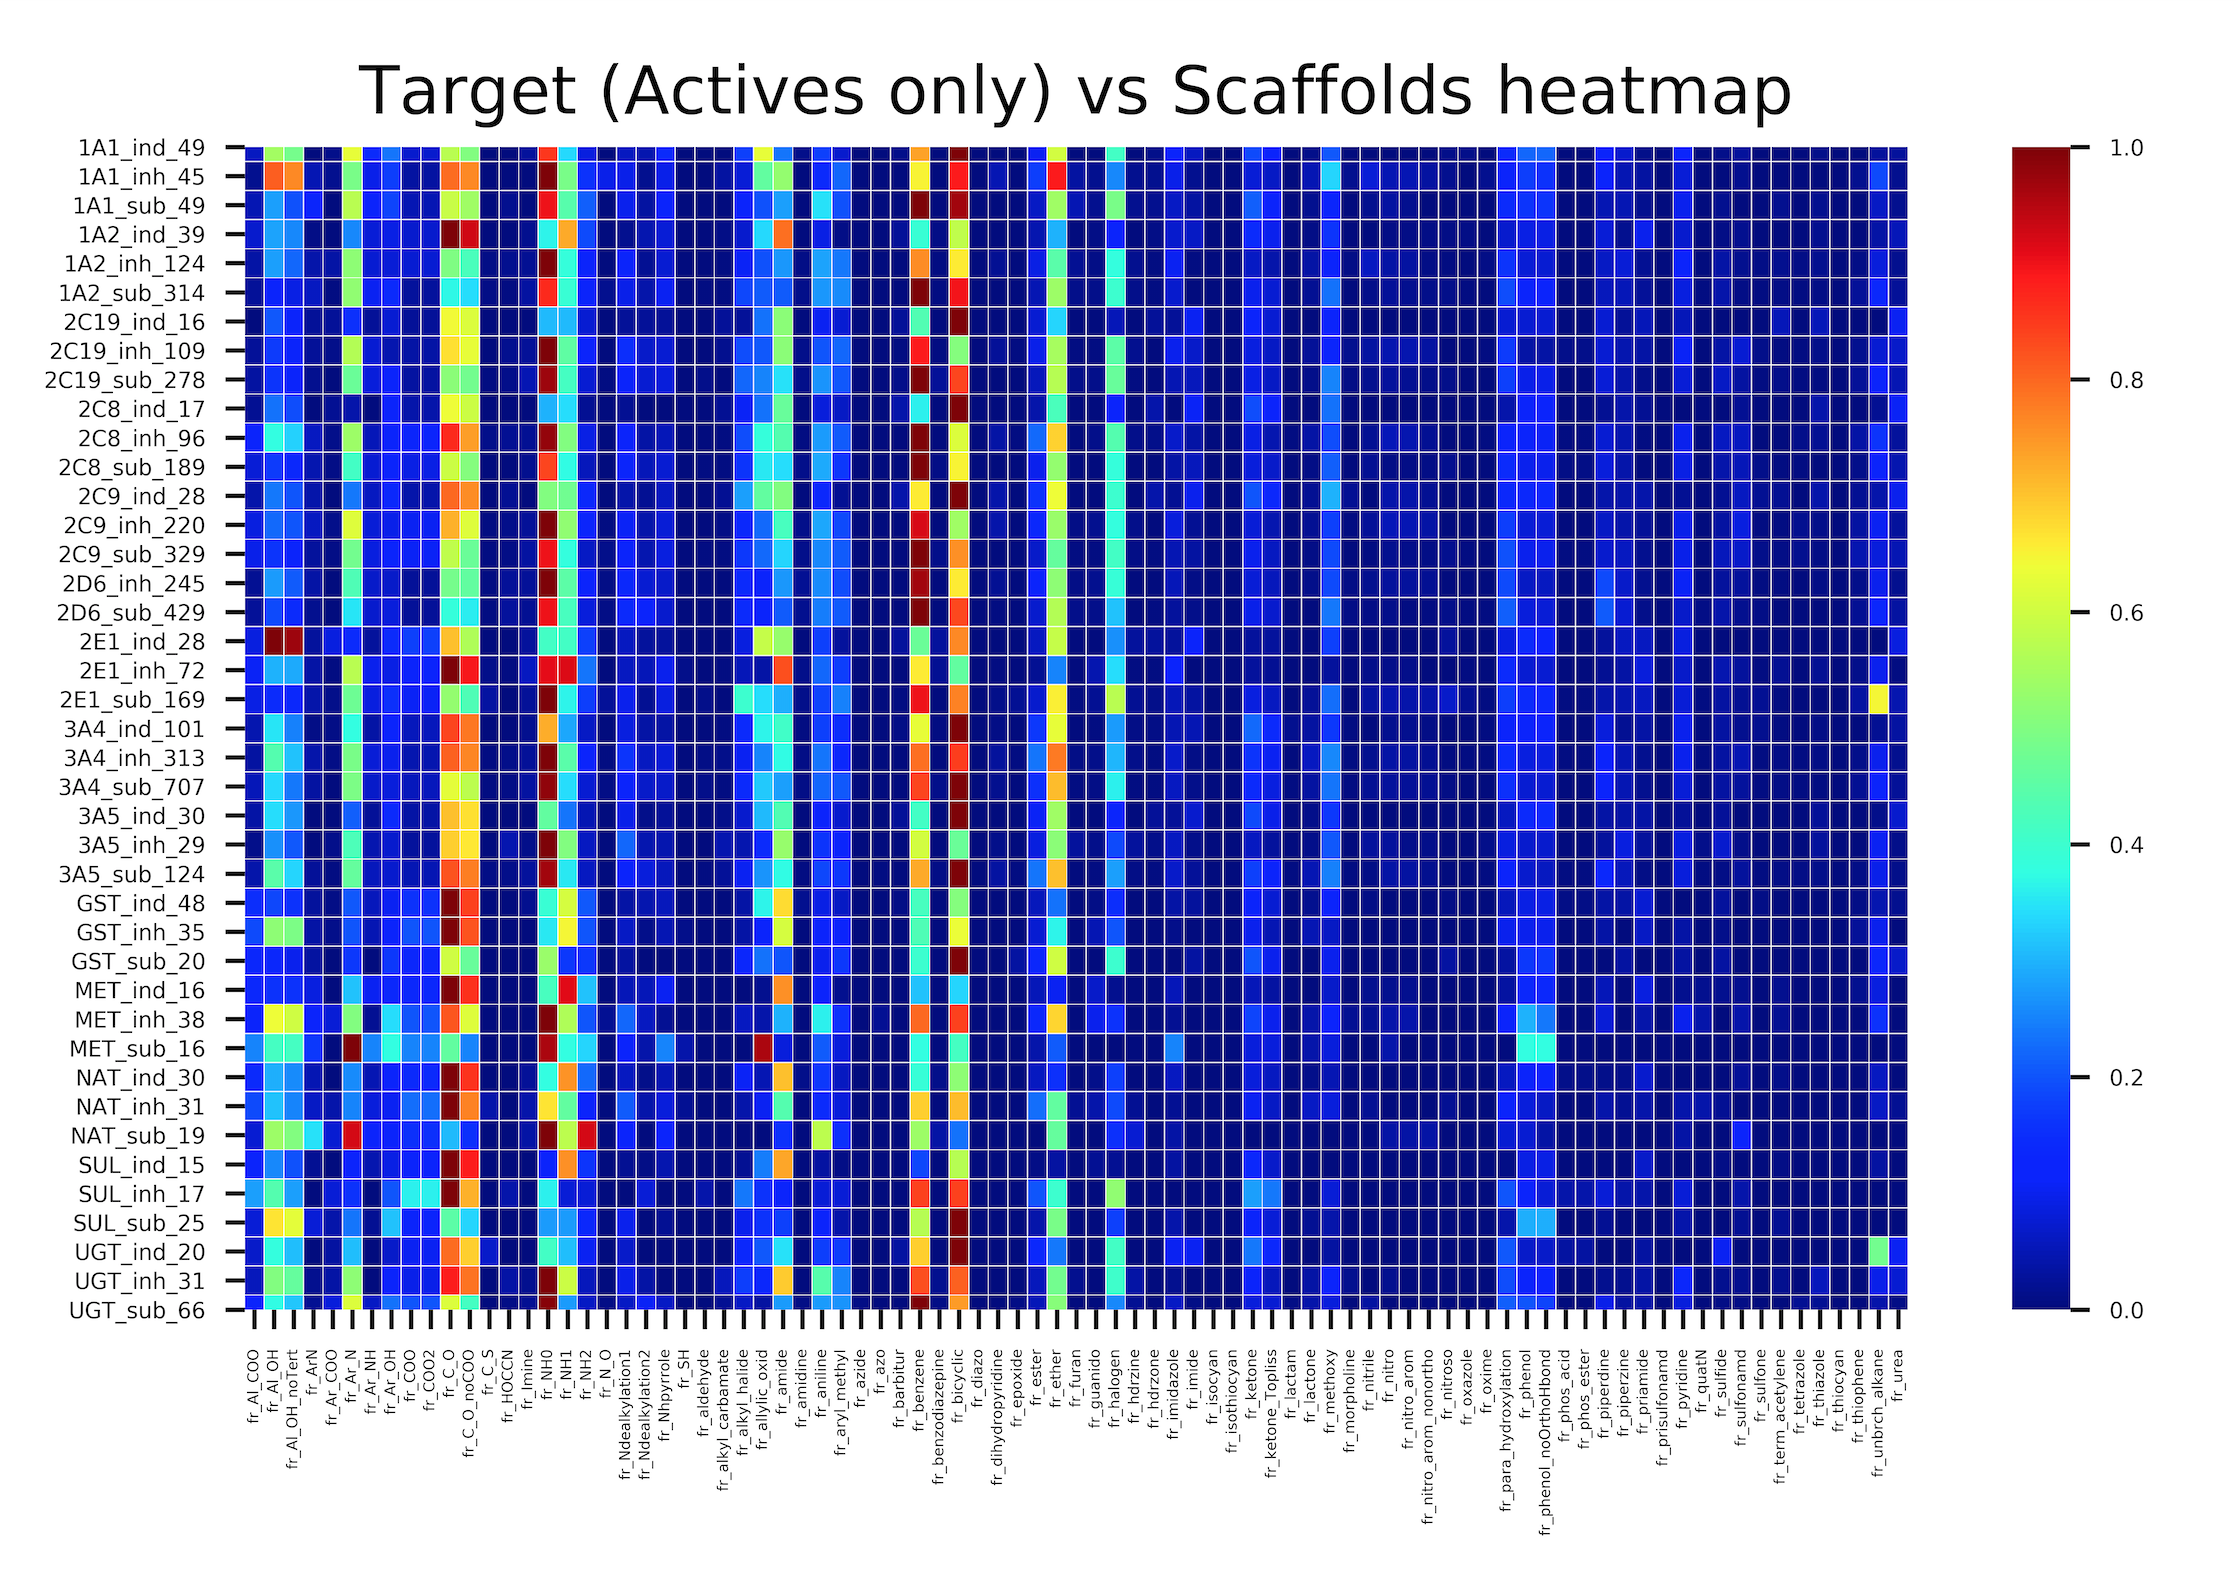 Target (Actives only) vs Scaffolds heatmap
1A1_ind_49
1A1_inh_45
1A1_sub_49
1A2_ind_39
1A2_inh_124
1A2_sub_314
2C19_ind_16
2C19_inh_109
2C19_sub_278
2C8_ind_17
2C8_inh_96
2C8_sub_189
2C9_ind_28
2C9_inh_220
2C9_sub_329
2D6_inh_245
2D6_sub_429
2E1_ind_28
2E1_inh_72
2E1_sub_169
3A4_ind_101
3A4_inh_313
3A4_sub_707
3A5_ind_30
3A5_inh_29
3A5_sub_124
GST_ind_48
GST_inh_35
GST_sub_20
MET_ind_16
MET_inh_38
MET_sub_16
NAT_ind_30
NAT_inh_31
NAT_sub_19
SUL_ind_15
SUL_inh_17
SUL_sub_25
UGT_ind_20
UGT_inh_31
UGT_sub_66
1.0
0.8
0.6
0.4
0.2
0.0
fr_Al_COO
fr_Al_OH
fr_Al_OH_noTert
fr_ArN
fr_Ar_COO
fr_Ar_N
fr_Ar_NH
fr_Ar_OH
fr_COO
fr_COO2
fr_C_O
fr_C_O_noCOO
fr_C_S
fr_HOCCN
fr_Imine
fr_NH0
fr_NH1
fr_NH2
fr_N_O
fr_Ndealkylation1
fr_Ndealkylation2
fr_Nhpyrrole
fr_SH
fr_aldehyde
fr_alkyl_carbamate
fr_alkyl_halide
fr_allylic_oxid
fr_amide
fr_amidine
fr_aniline
fr_aryl_methyl
fr_azide
fr_azo
fr_barbitur
fr_benzene
fr_benzodiazepine
fr_bicyclic
fr_diazo
fr_dihydropyridine
fr_epoxide
fr_ester
fr_ether
fr_furan
fr_guanido
fr_halogen
fr_hdrzine
fr_hdrzone
fr_imidazole
fr_imide
fr_isocyan
fr_isothiocyan
fr_ketone
fr_ketone_Topliss
fr_lactam
fr_lactone
fr_methoxy
fr_morpholine
fr_nitrile
fr_nitro
fr_nitro_arom
fr_nitro_arom_nonortho
fr_nitroso
fr_oxazole
fr_oxime
fr_para_hydroxylation
fr_phenol
fr_phenol_noOrthoHbond
fr_phos_acid
fr_phos_ester
fr_piperdine
fr_piperzine
fr_priamide
fr_prisulfonamd
fr_pyridine
fr_quatN
fr_sulfide
fr_sulfonamd
fr_sulfone
fr_term_acetylene
fr_tetrazole
fr_thiazole
fr_thiocyan
fr_thiophene
fr_unbrch_alkane
fr_urea